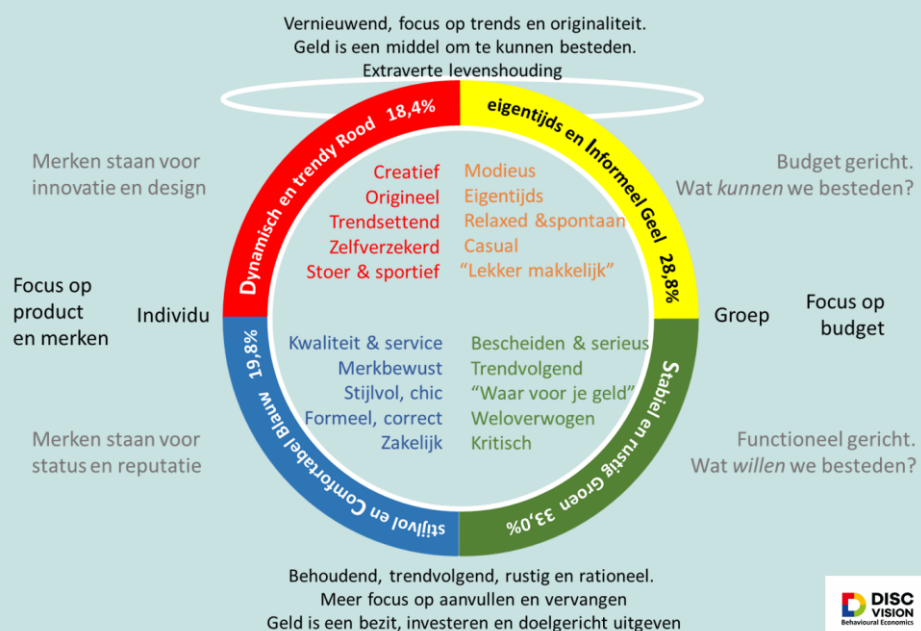 Vernieuwend, focus op trends en originaliteit.
Geld is een middel om te kunnen besteden.
Extraverte levenshouding
Dynamisch en trendy Rood 18,4%
eigentijds en Informeel Geel 28,8%
Merken staan voor
innovatie en design
Budget gericht.
Wat kunnen we besteden?
Creatief
Origineel
Trendsettend
Zelfverzekerd
Stoer & sportief
Modieus
Eigentijds
Relaxed &spontaan
Casual
“Lekker makkelijk”
Focus op
product
en merken
Individu
Groep
Focus op
budget
Kwaliteit & service
Merkbewust
Stijlvol, chic
Formeel, correct
Zakelijk
Bescheiden & serieus
Trendvolgend
“Waar voor je geld”
Weloverwogen
Kritisch
stijlvol en Comfortabel Blauw 19,8%
Stabiel en rustig Groen 33,0%
Merken staan voor
status en reputatie
Functioneel gericht.
Wat willen we besteden?
Behoudend, trendvolgend, rustig en rationeel.
Meer focus op aanvullen en vervangen
Geld is een bezit, investeren en doelgericht uitgeven
DISC
VISION
Behavioural Economics